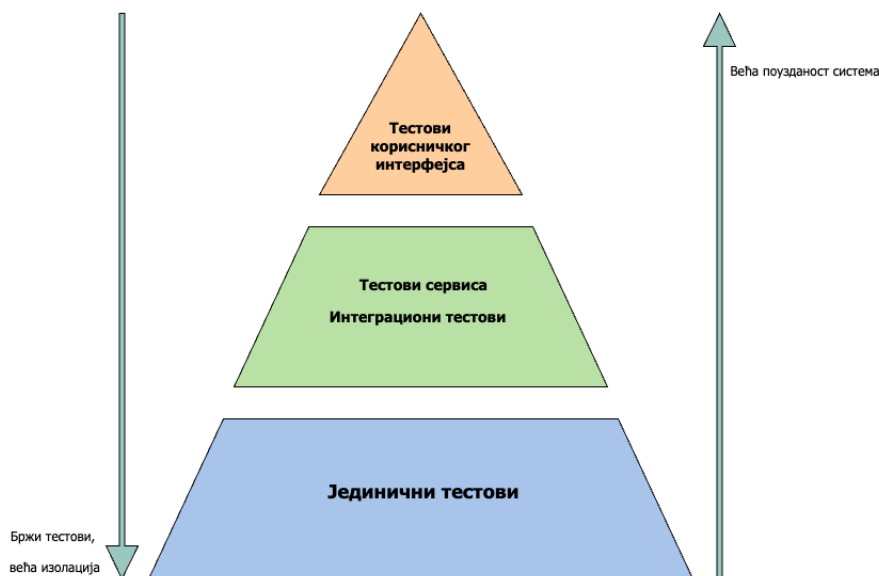 Већа поузданост система
Тестови
корисничког
интерфејса
Тестови сервиса
Интеграциони тестови
Јединични тестови
Бржи тестови,
већа изолација